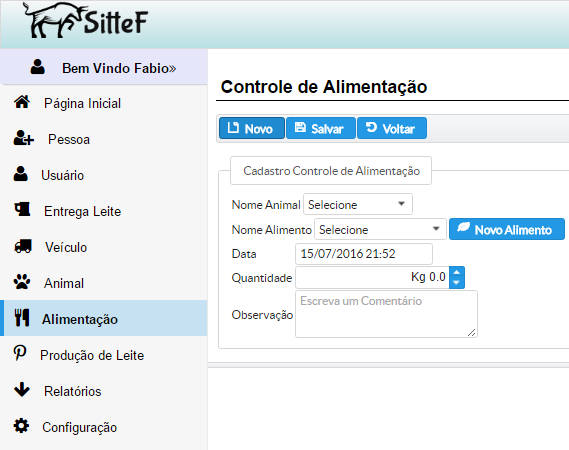 SitteF
Bem Vindo Fabio»
Página Inicial
Pessoa
Usuário
Entrega Leite
Veículo
Animal
Alimentação
Produção de Leite
Relatórios
Configuração
Controle de Alimentação
Novo Salvar Voltar
Cadastro Controle de Alimentação
Nome Animal Selecione
Nome Alimento Selecione Novo Alimento
Data 15/07/2016 21:52
Quantidade Kg 0.0
Observação Escreva um Comentário